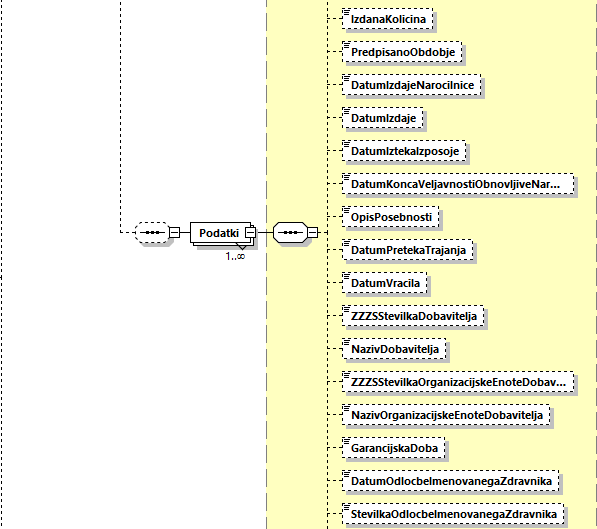 IzdanaKolicina
PredpisanoObdobje
DatumIzdajeNarocilnice
DatumIzdaje
DatumIztekaIzposoje
DatumKoncaVeljavnostiObnovljiveNar...
Podatki
1..∞
OpisPosebnosti
DatumPretekaTrajanja
DatumVracila
ZZZSStevilkaDobavitelja
NazivDobavitelja
ZZZSStevilkaOrganizacijskeEnoteDobav...
NazivOrganizacijskeEnoteDobavitelja
GarancijskaDoba
DatumOdlocbeImenovanegaZdravnika
StevilkaOdlocbeImenovanegaZdravnika